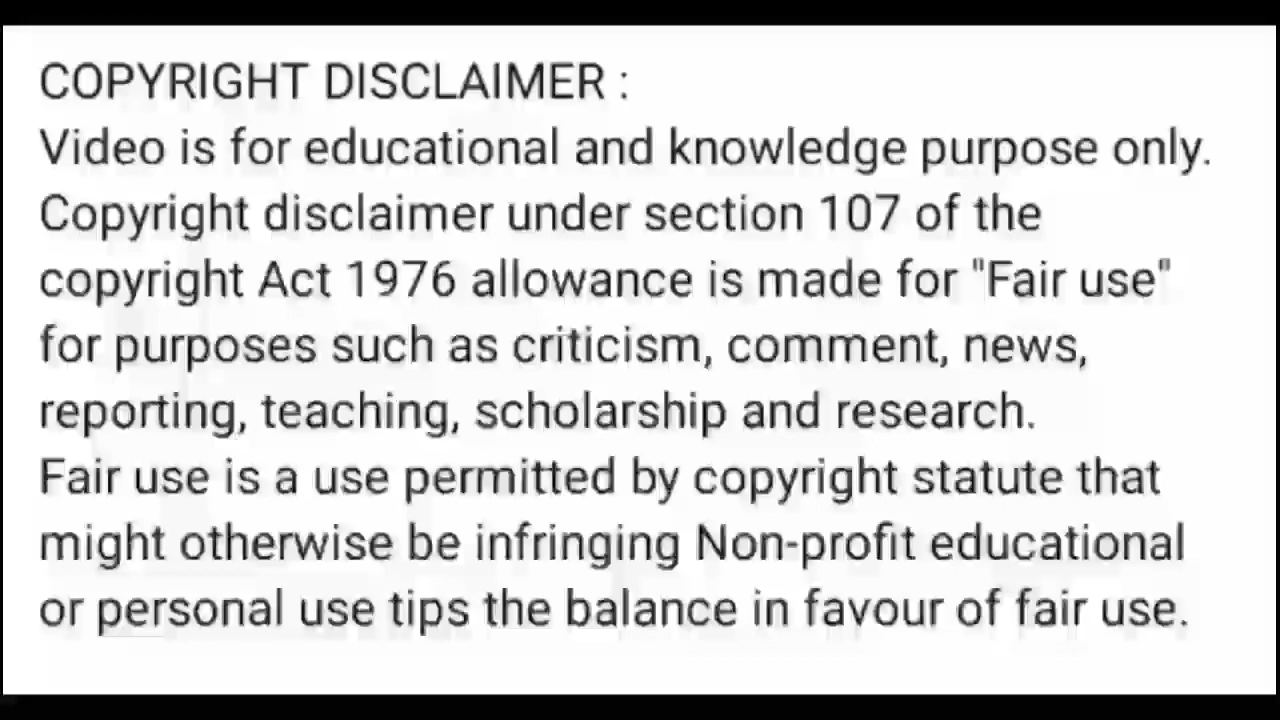 COPYRIGHT DISCLAIMER :
Video is for educational and knowledge purpose only.
Copyright disclaimer under section 107 of the
copyright Act 1976 allowance is made for "Fair use"
for purposes such as criticism, comment, news,
reporting, teaching, scholarship and research.
Fair use is a use permitted by copyright statute that
might otherwise be infringing Non-profit educational
or personal use tips the balance in favour of fair use.